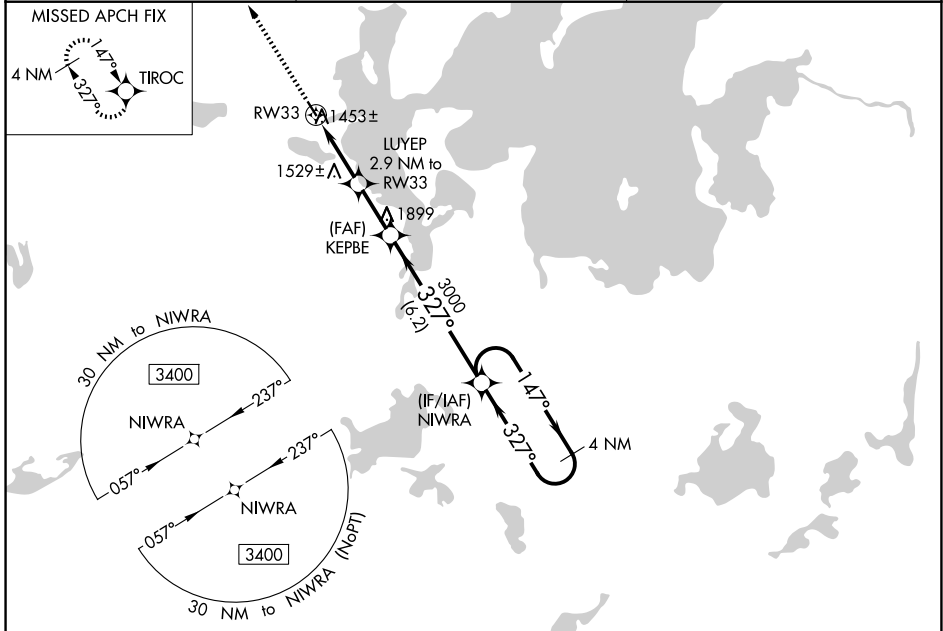 MISSED APCH FIX
147°
4 NM
327°
TIROC
RW33
1453±
LUYEP
2.9 NM to
RW33
1529±
1899
(FAF)
KEPBE
3000
327°
(6.2)
30 NM to NIWRA
3400
237°
NIWRA
057°
(IF/IAF)
NIWRA
147°
327°
4 NM
237°
NIWRA
057°
3400
30 NM to NIWRA (NoPT)